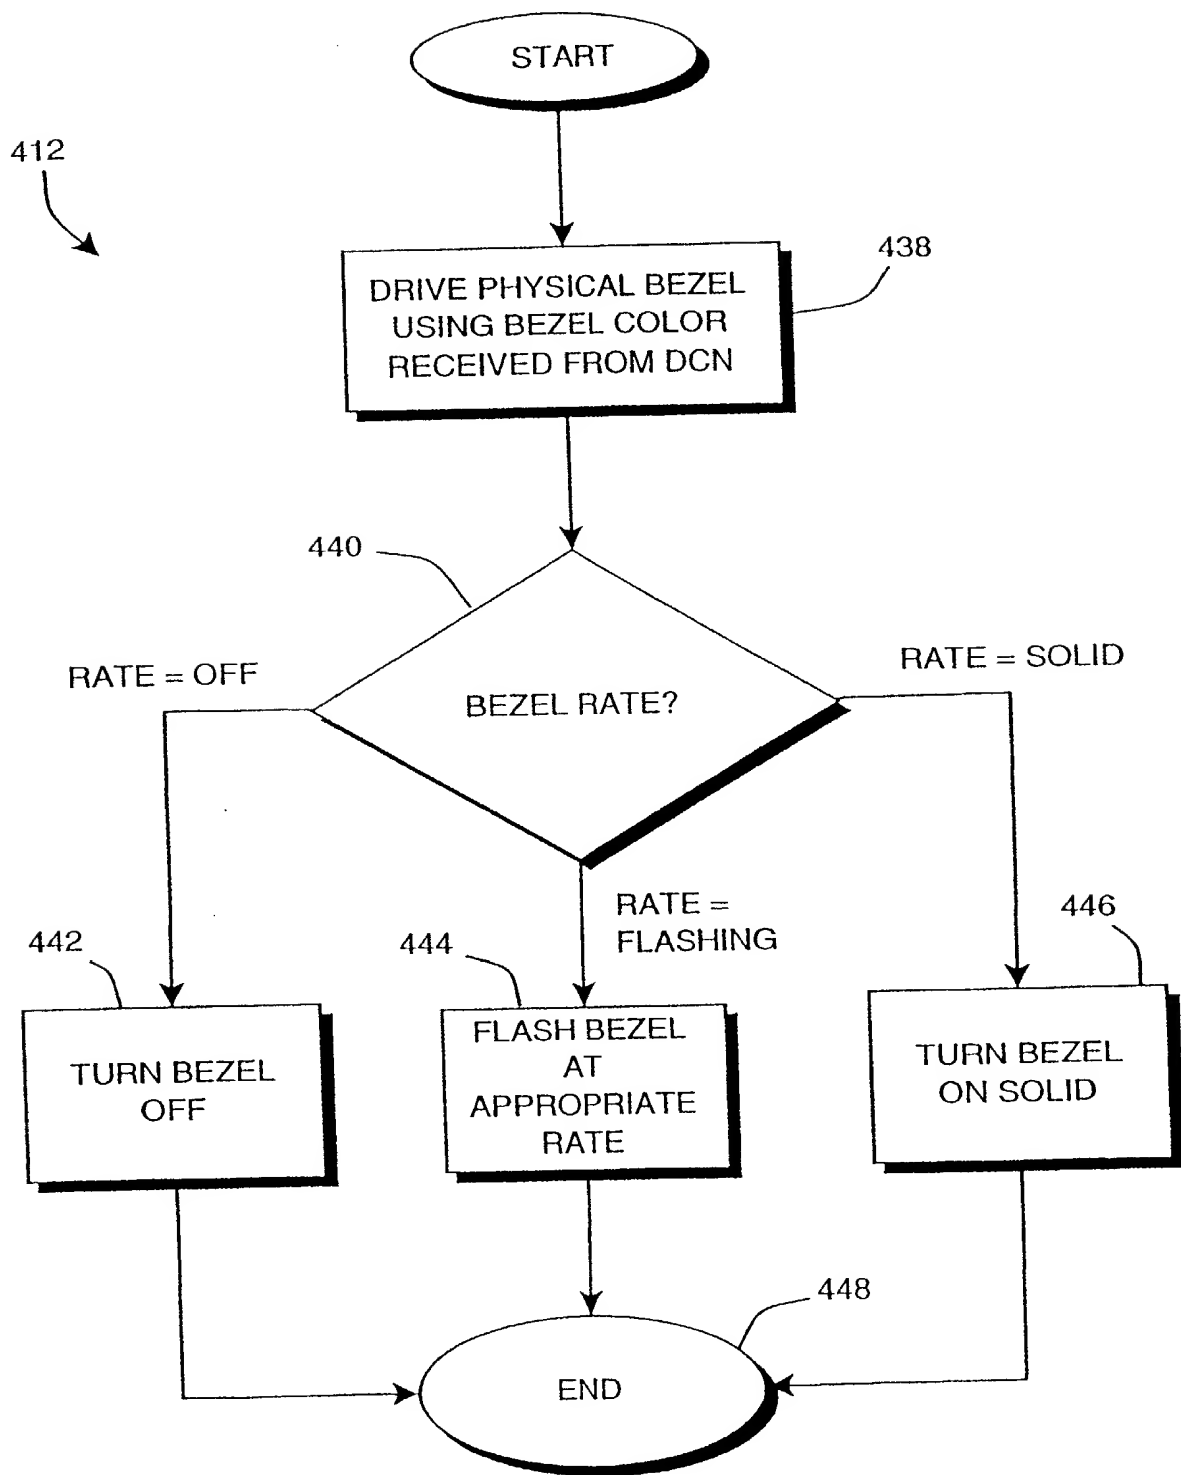 START
412
438
DRIVE PHYSICAL BEZEL
USING BEZEL COLOR
RECEIVED FROM DCN
440
RATE = OFF
RATE = SOLID
BEZEL RATE?
RATE =
FLASHING
442
444
446
TURN BEZEL
OFF
FLASH BEZEL
AT
APPROPRIATE
RATE
TURN BEZEL
ON SOLID
448
END